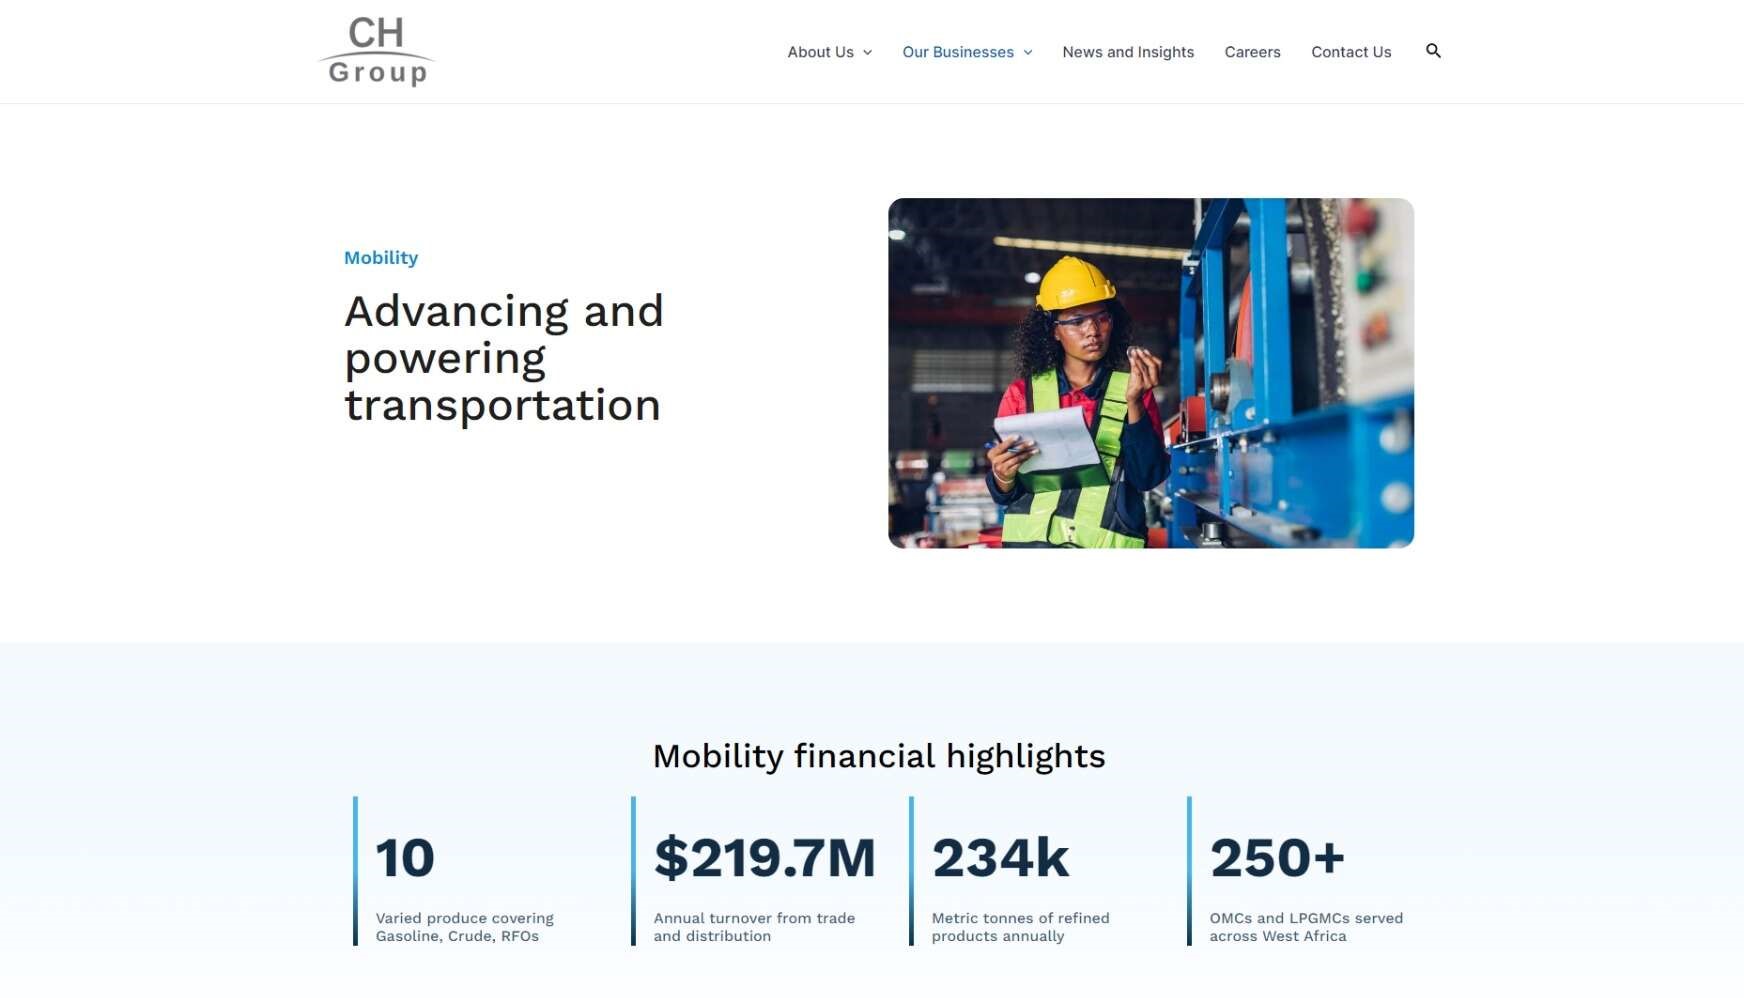 CH
Group
About Us
Our Businesses
News and Insights
Careers
Contact Us
Mobility
Advancing and
powering
transportation
Mobility financial highlights
10
Varied produce covering
Gasoline, Crude, RFOs
$219.7M
Annual turnover from trade
and distribution
234k
Metric tonnes of refined
products annually
250+
OMCs and LPGMCs served
across West Africa